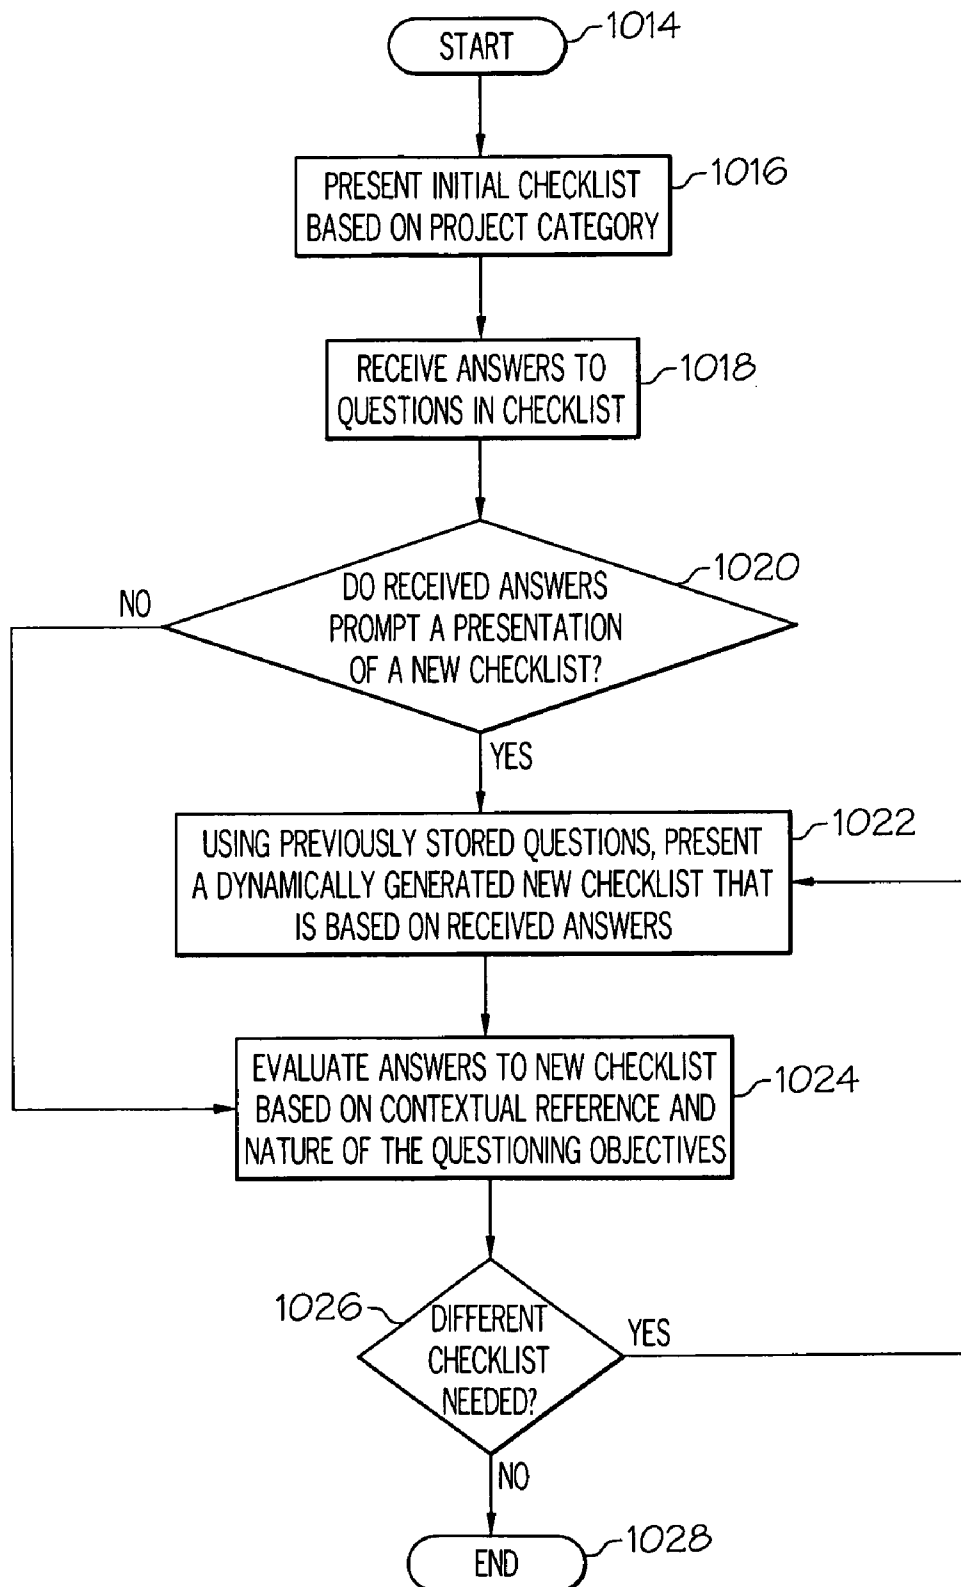 START
1014
PRESENT INITIAL CHECKLIST
BASED ON PROJECT CATEGORY
1016
RECEIVE ANSWERS TO
QUESTIONS IN CHECKLIST
1018
DO RECEIVED ANSWERS
PROMPT A PRESENTATION
OF A NEW CHECKLIST?
1020
NO
YES
USING PREVIOUSLY STORED QUESTIONS, PRESENT
A DYNAMICALLY GENERATED NEW CHECKLIST THAT
IS BASED ON RECEIVED ANSWERS
1022
EVALUATE ANSWERS TO NEW CHECKLIST
BASED ON CONTEXTUAL REFERENCE AND
NATURE OF THE QUESTIONING OBJECTIVES
1024
1026
DIFFERENT
CHECKLIST
NEEDED?
YES
NO
END
1028